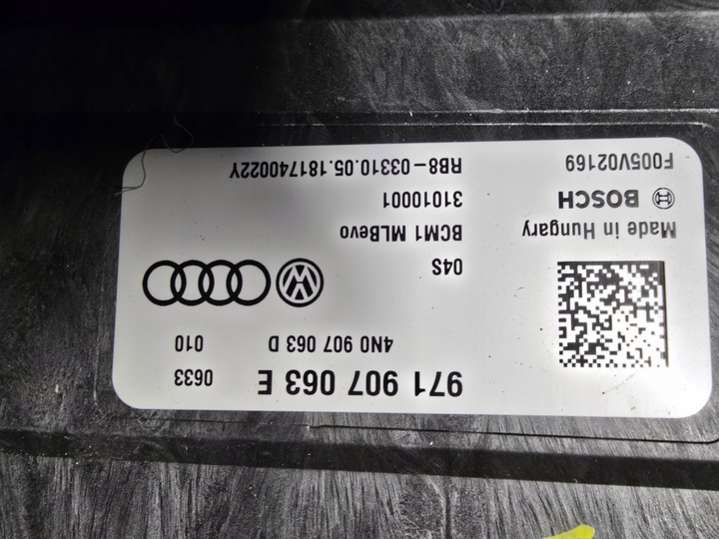 971 907 063 E 0633
4N0 907 063 D 010
04S
BCM1 MLBevo
31010001
RB8-03310.05.181740022Y
Made in Hungary
BOSCH
F005V02169